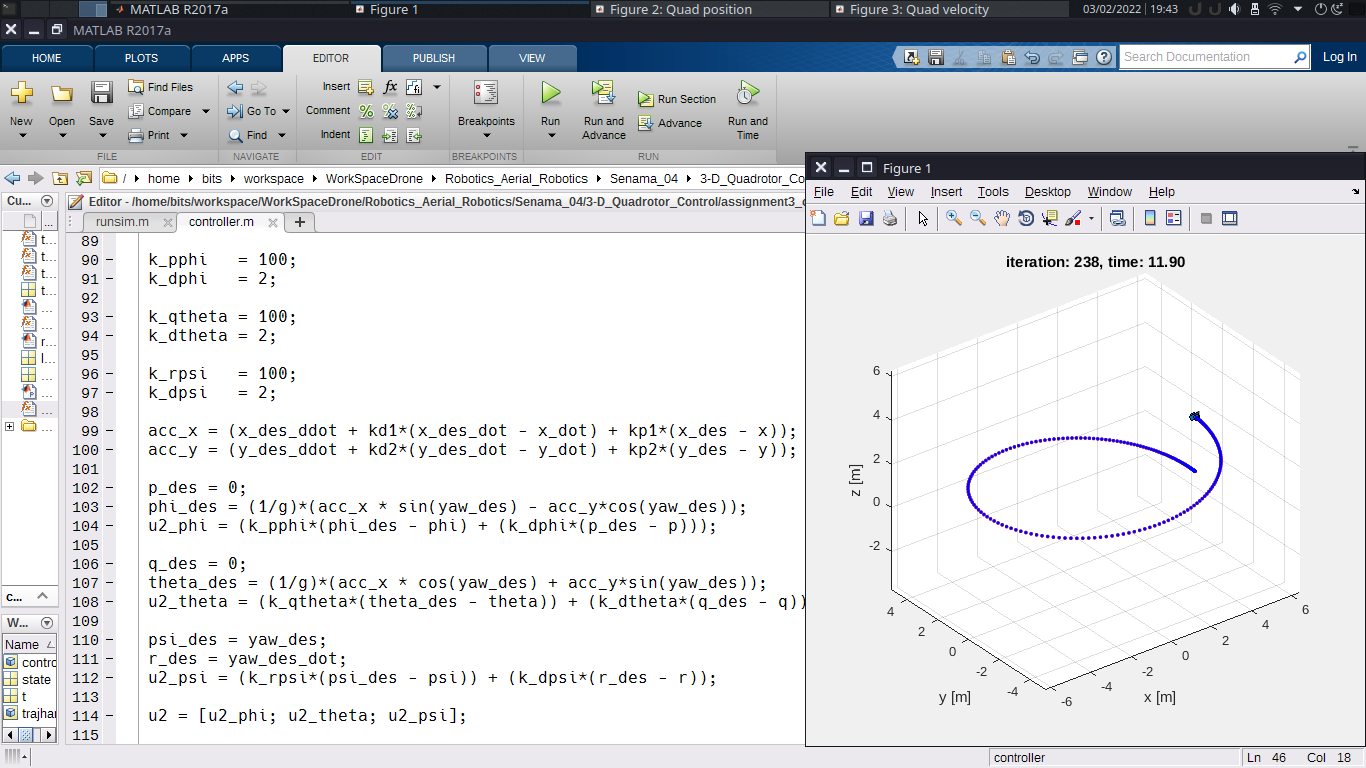 MATLAB R2017a
Figure 1
Figure 2: Quad position
Figure 3: Quad velocity
03/02/2022 | 19:43
MATLAB R2017a
HOME PLOTS APPS EDITOR PUBLISH VIEW
Search Documentation
Log In
New Open Save
Find Files
Compare
Print
FILE
Go To
Find
NAVIGATE
Insert
Comment
Indent
EDIT
Breakpoints
BREAKPOINTS
Run
Run and Advance
Run Section
Advance
Run and Time
RUN
/ home bits workspace WorkSpaceDrone Robotics_Aerial_Robotics Senama_04 3-D_Quadrotor_Co
Cu...
Editor - /home/bits/workspace/WorkSpaceDrone/Robotics_Aerial_Robotics/Senama_04/3-D_Quadrotor_Control/assignment3_c
runsim.m controller.m
...
t...
t...
t...
t...
...
...
r...
l...
...
...
...
...
c...
W...
Name
contro
state
t
trajhar
89
90 k_pphi = 100;
91 k_dphi = 2;
92
93 k_qtheta = 100;
94 k_dtheta = 2;
95
96 k_rpsi = 100;
97 k_dpsi = 2;
98
99 acc_x = (x_des_ddot + kd1*(x_des_dot - x_dot) + kp1*(x_des - x));
100 acc_y = (y_des_ddot + kd2*(y_des_dot - y_dot) + kp2*(y_des - y));
101
102 p_des = 0;
103 phi_des = (1/g)*(acc_x * sin(yaw_des) - acc_y*cos(yaw_des));
104 u2_phi = (k_pphi*(phi_des - phi) + (k_dphi*(p_des - p)));
105
106 q_des = 0;
107 theta_des = (1/g)*(acc_x * cos(yaw_des) + acc_y*sin(yaw_des));
108 u2_theta = (k_qtheta*(theta_des - theta)) + (k_dtheta*(q_des - q))
109
110 psi_des = yaw_des;
111 r_des = yaw_des_dot;
112 u2_psi = (k_rpsi*(psi_des - psi)) + (k_dpsi*(r_des - r));
113
114 u2 = [u2_phi; u2_theta; u2_psi];
115
Figure 1
File Edit View Insert Tools Desktop Window Help
iteration: 238, time: 11.90
6
4
2
0
-2
z [m]
4
2
0
-2
-4
y [m]
-6
-4
-2
0
2
4
6
x [m]
controller
Ln 46 Col 18